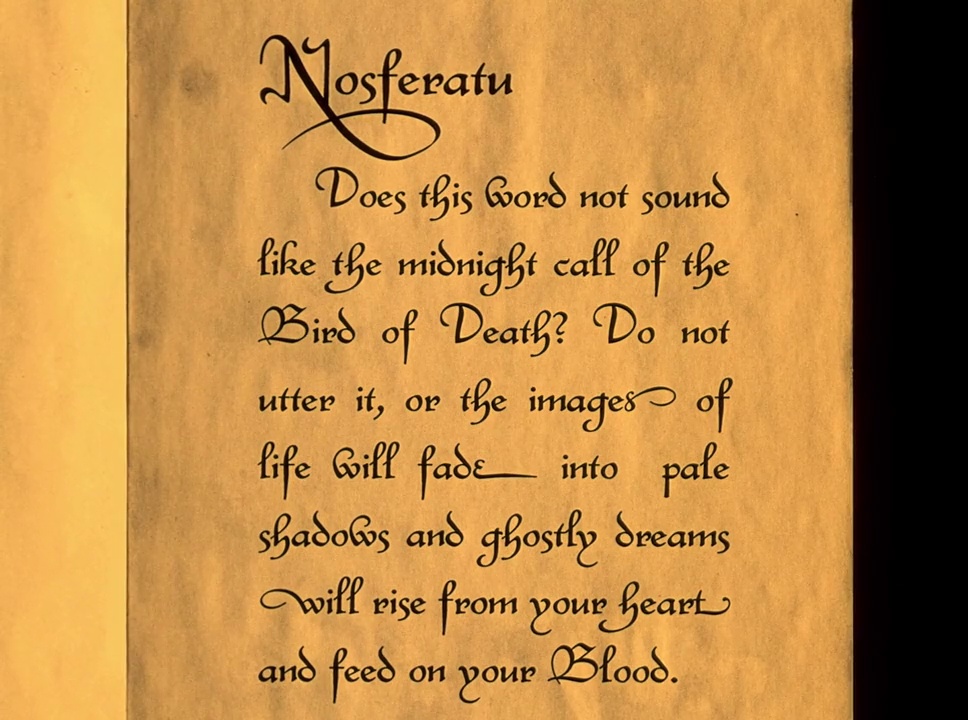 Nosferatu
Does this word not sound
like the midnight call of the
Bird of Death? Do not
utter it, or the images of
life will fade into pale
shadows and ghostly dreams
will rise from your heart
and feed on your Blood.